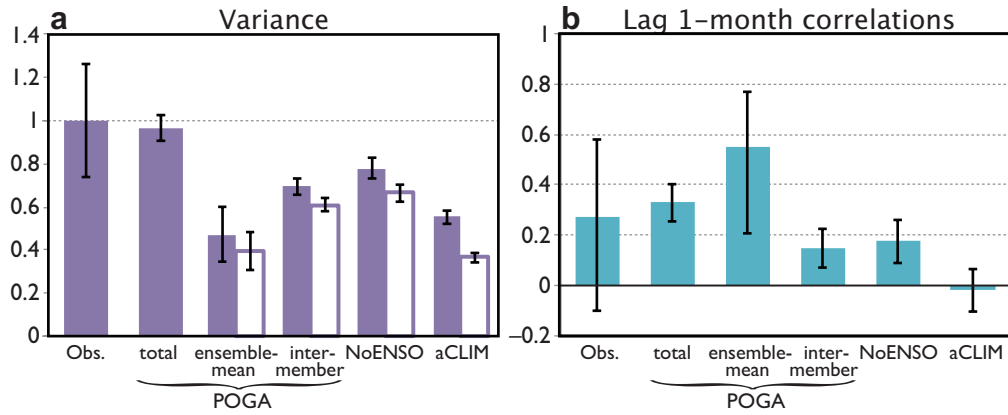 a Variance
1.4
1.2
1
0.8
0.6
0.4
0.2
0
Obs. total ensemble-mean inter-member NoENSO aCLIM
POGA
b Lag 1-month correlations
1
0.8
0.6
0.4
0.2
0
−0.2
Obs. total ensemble-mean inter-member NoENSO aCLIM
POGA